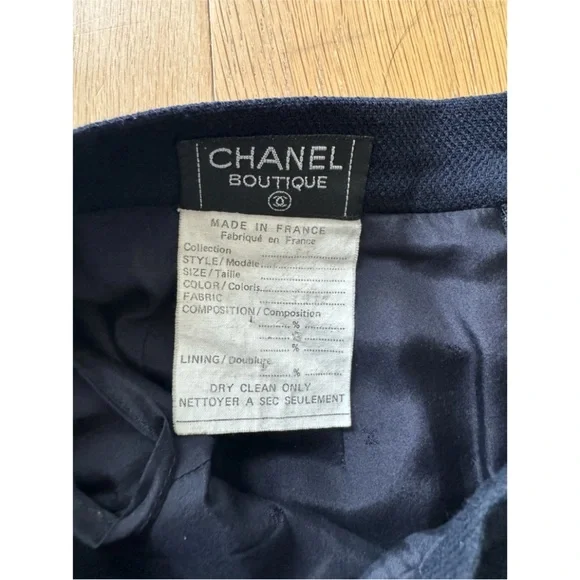 CHANEL
BOUTIQUE
MADE IN FRANCE
Fabriqué en France
Collection
STYLE/Modèle
SIZE/Taille
COLOR/Coloris
FABRIC
COMPOSITION/Composition
%
%
%
LINING/Doublure
%
DRY CLEAN ONLY
NETTOYER A SEC SEULEMENT